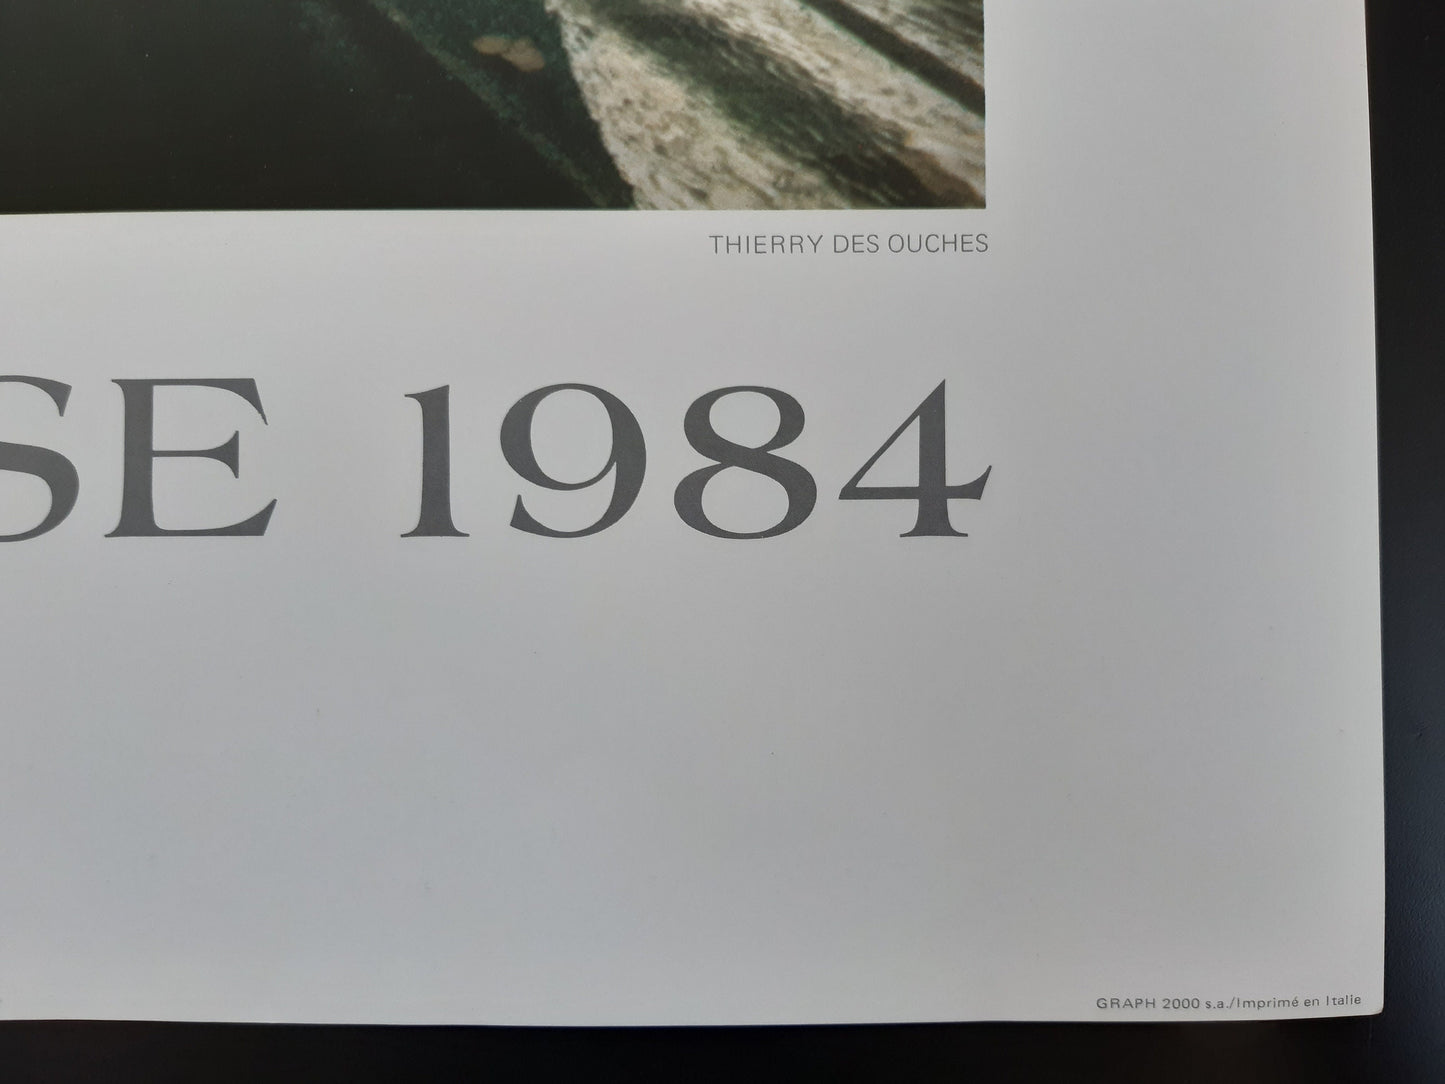 THIERRY DES OUCHES
SE 1984
GRAPH 2000 s.a./Imprimé en Italie